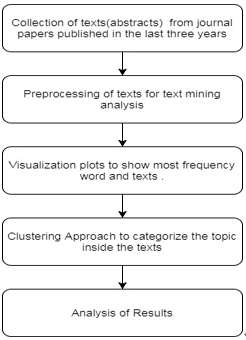 Collection of texts(abstracts) from journal
papers published in the last three years
Preprocessing of texts for text mining
analysis
Visualization plots to show most frequency
word and texts .
Clustering Approach to categorize the topic
inside the texts
Analysis of Results